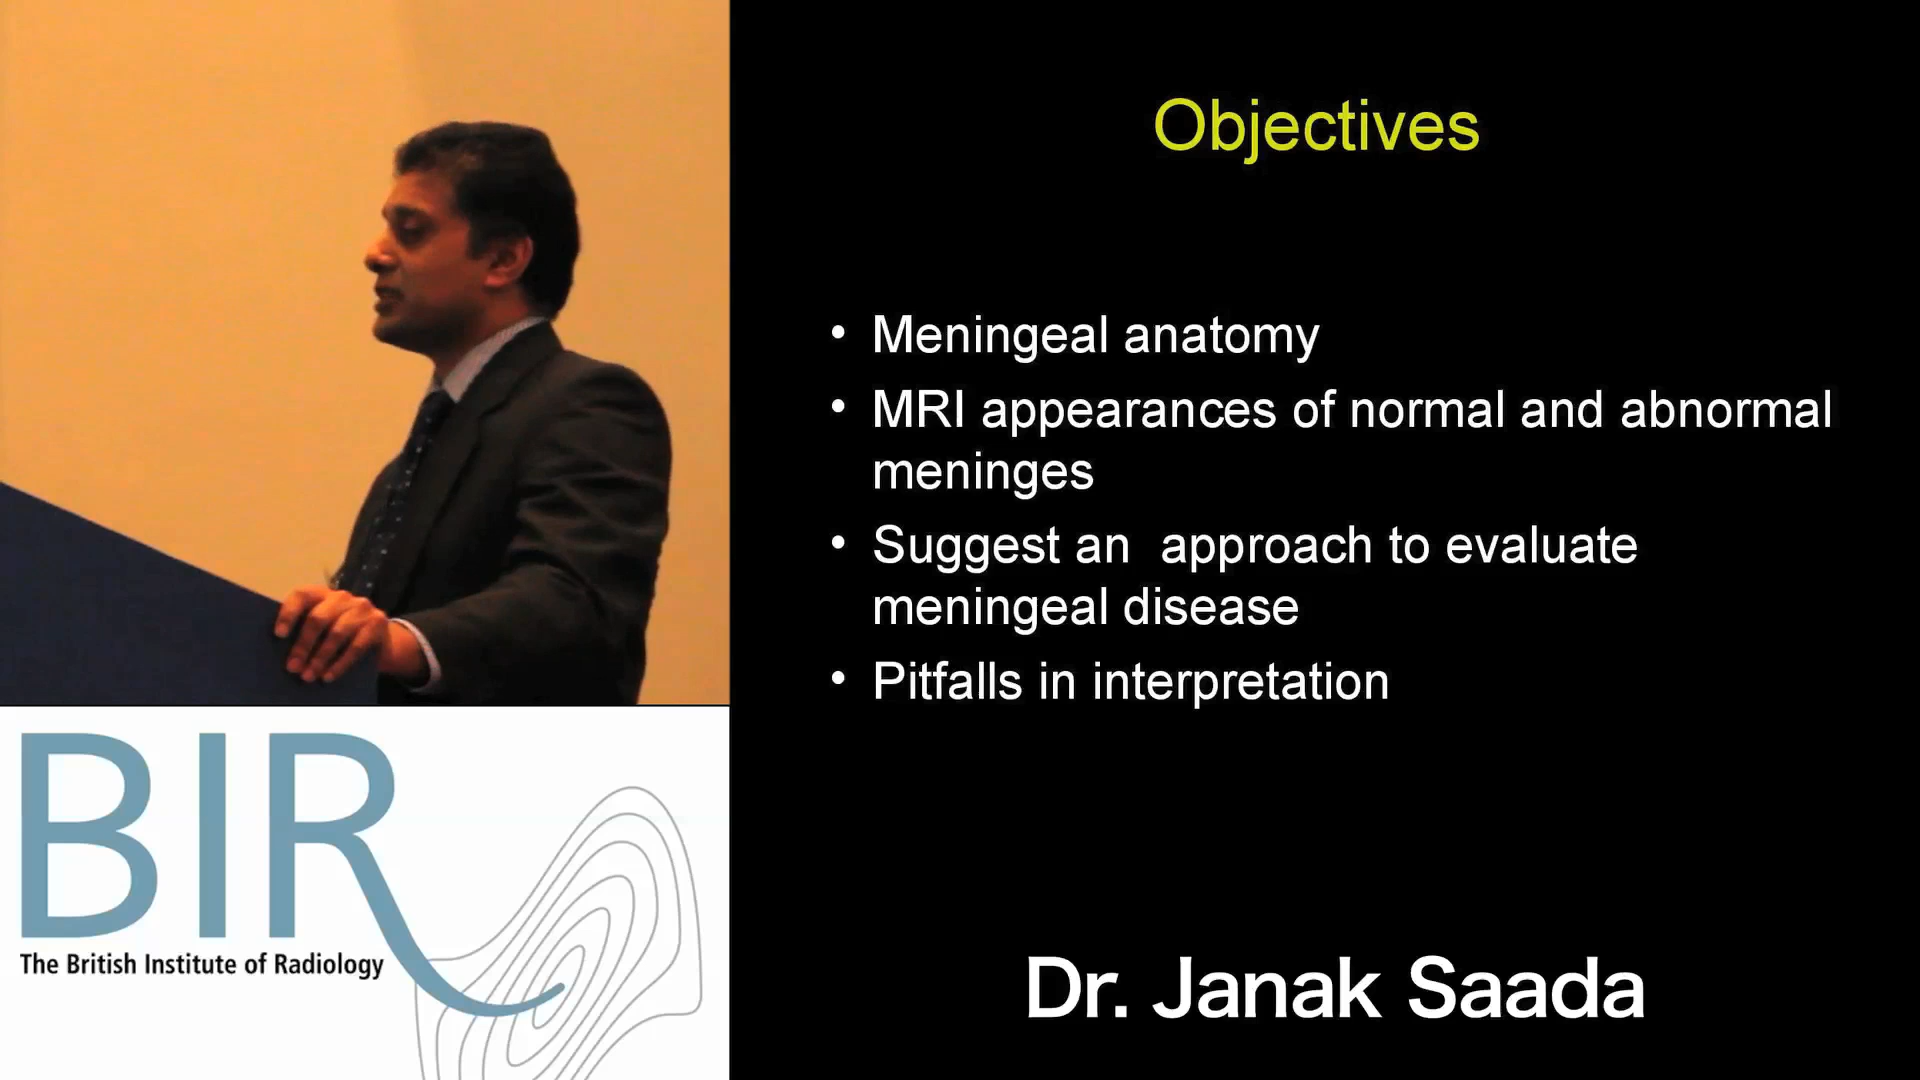 Objectives
• Meningeal anatomy
• MRI appearances of normal and abnormal
meninges
• Suggest an  approach to evaluate
meningeal disease
• Pitfalls in interpretation
Dr. Janak Saada
BIR
The British Institute of Radiology